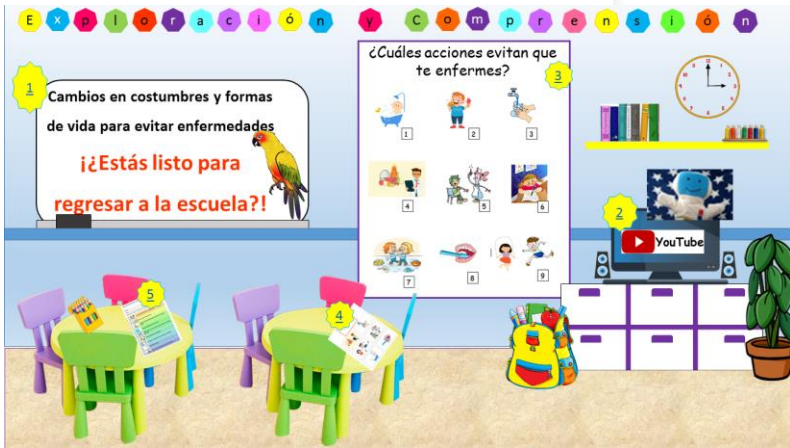 Exploración y Comprensión
1
Cambios en costumbres y formas
de vida para evitar enfermedades
¡¿Estás listo para
regresar a la escuela?!
¿Cuáles acciones evitan que
te enfermes?
3
1
2
3
4
5
6
7
8
9
2
YouTube
5
4